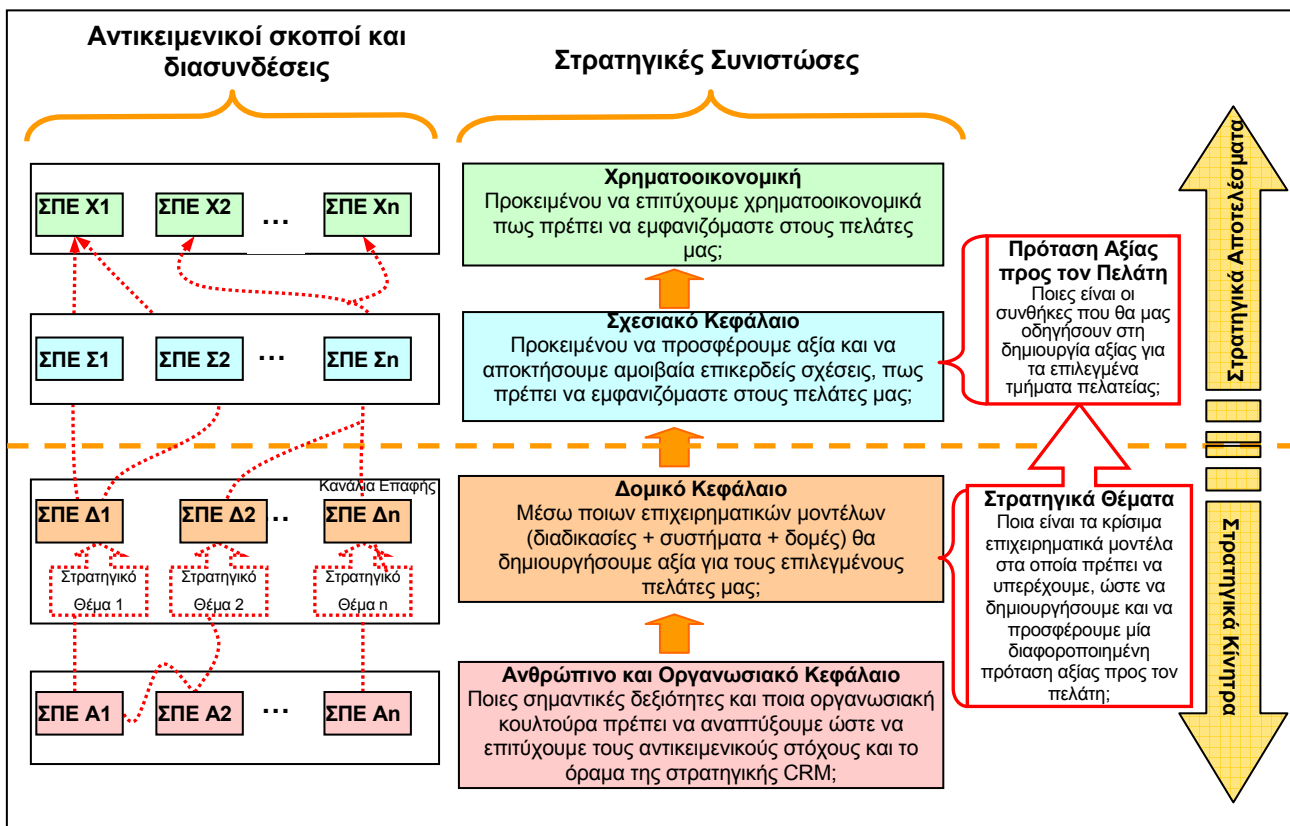 Αντικειμενικοί σκοποί και
διασυνδέσεις
Στρατηγικές Συνιστώσες
ΣΠΕ Χ1
ΣΠΕ Χ2
...
ΣΠΕ Χn
Χρηματοοικονομική
Προκειμένου να επιτύχουμε χρηματοοικονομικά
πως πρέπει να εμφανιζόμαστε στους πελάτες
μας;
ΣΠΕ Σ1
ΣΠΕ Σ2
...
ΣΠΕ Σn
Σχεσιακό Κεφάλαιο
Προκειμένου να προσφέρουμε αξία και να
αποκτήσουμε αμοιβαία επικερδείς σχέσεις, πως
πρέπει να εμφανιζόμαστε στους πελάτες μας;
Πρόταση Αξίας
προς τον Πελάτη
Ποιες είναι οι
συνθήκες που θα μας
οδηγήσουν στη
δημιουργία αξίας για
τα επιλεγμένα
τμήματα πελατείας;
Στρατηγικά Αποτελέσματα
Κανάλια Επαφής
ΣΠΕ Δ1
ΣΠΕ Δ2
..
ΣΠΕ Δn
Στρατηγικό
Θέμα 1
Στρατηγικό
Θέμα 2
Στρατηγικό
Θέμα n
Δομικό Κεφάλαιο
Μέσω ποιων επιχειρηματικών μοντέλων
(διαδικασίες + συστήματα + δομές) θα
δημιουργήσουμε αξία για τους επιλεγμένους
πελάτες μας;
Στρατηγικά Θέματα
Ποια είναι τα κρίσιμα
επιχειρηματικά μοντέλα
στα οποία πρέπει να
υπερέχουμε, ώστε να
δημιουργήσουμε και να
προσφέρουμε μία
διαφοροποιημένη
πρόταση αξίας προς τον
πελάτη;
Στρατηγικά Κίνητρα
ΣΠΕ Α1
ΣΠΕ Α2
...
ΣΠΕ Αn
Ανθρώπινο και Οργανωσιακό Κεφάλαιο
Ποιες σημαντικές δεξιότητες και ποια οργανωσιακή
κουλτούρα πρέπει να αναπτύξουμε ώστε να
επιτύχουμε τους αντικειμενικούς στόχους και το
όραμα της στρατηγικής CRM;